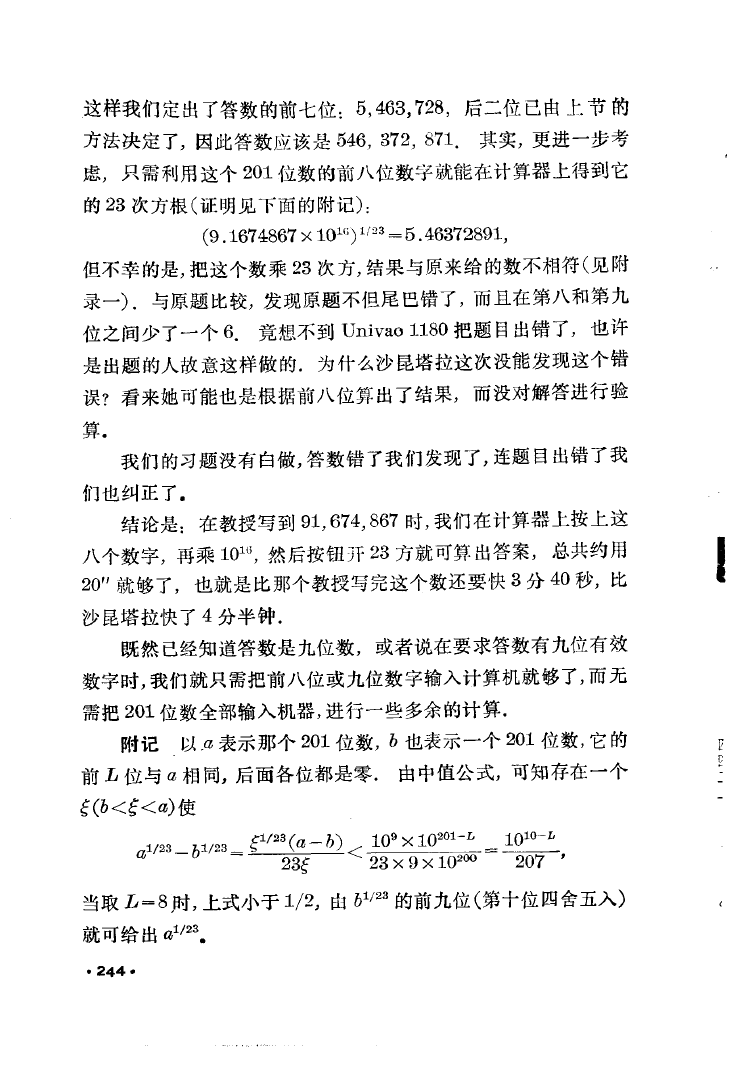 这样我们定出了答数的前七位：5,463,728，后二位已由上节的
方法决定了，因此答数应该是 546, 372, 871． 其实，更进一步考
虑，只需利用这个 201 位数的前八位数字就能在计算器上得到它
的 23 次方根(证明见下面的附记)：
(9.1674867×10¹⁶)¹/²³=5.46372891,
但不幸的是，把这个数乘 23 次方，结果与原来给的数不相符(见附
录一)． 与原题比较，发现原题不但尾巴错了，而且在第八和第九
位之间少了一个 6． 竟想不到 Univao 1180 把题目出错了，也许
是出题的人故意这样做的．为什么沙昆塔拉这次没能发现这个错
误？看来她可能也是根据前八位算出了结果，而没对解答进行验
算．
我们的习题没有白做，答数错了我们发现了，连题目出错了我
们也纠正了．
结论是：在教授写到 91,674,867 时，我们在计算器上按上这
八个数字，再乘 10¹⁶，然后按钮开 23 方就可算出答案，总共约用
20″ 就够了，也就是比那个教授写完这个数还要快 3 分 40 秒，比
沙昆塔拉快了 4 分半钟．
既然已经知道答数是九位数，或者说在要求答数有九位有效
数字时，我们就只需把前八位或九位数字输入计算机就够了，而无
需把 201 位数全部输入机器，进行一些多余的计算．
附记 以 a 表示那个 201 位数，b 也表示一个 201 位数，它的
前 L 位与 a 相同，后面各位都是零． 由中值公式，可知存在一个
ξ(b<ξ<a)使
a¹/²³−b¹/²³=ξ¹/²³(a−b)/23ξ<10⁹×10²⁰¹⁻ᴸ/23×9×10²⁰⁰=10¹⁰⁻ᴸ/207,
当取 L=8 时，上式小于 1/2，由 b¹/²³ 的前九位(第十位四舍五入)
就可给出 a¹/²³．
·244·